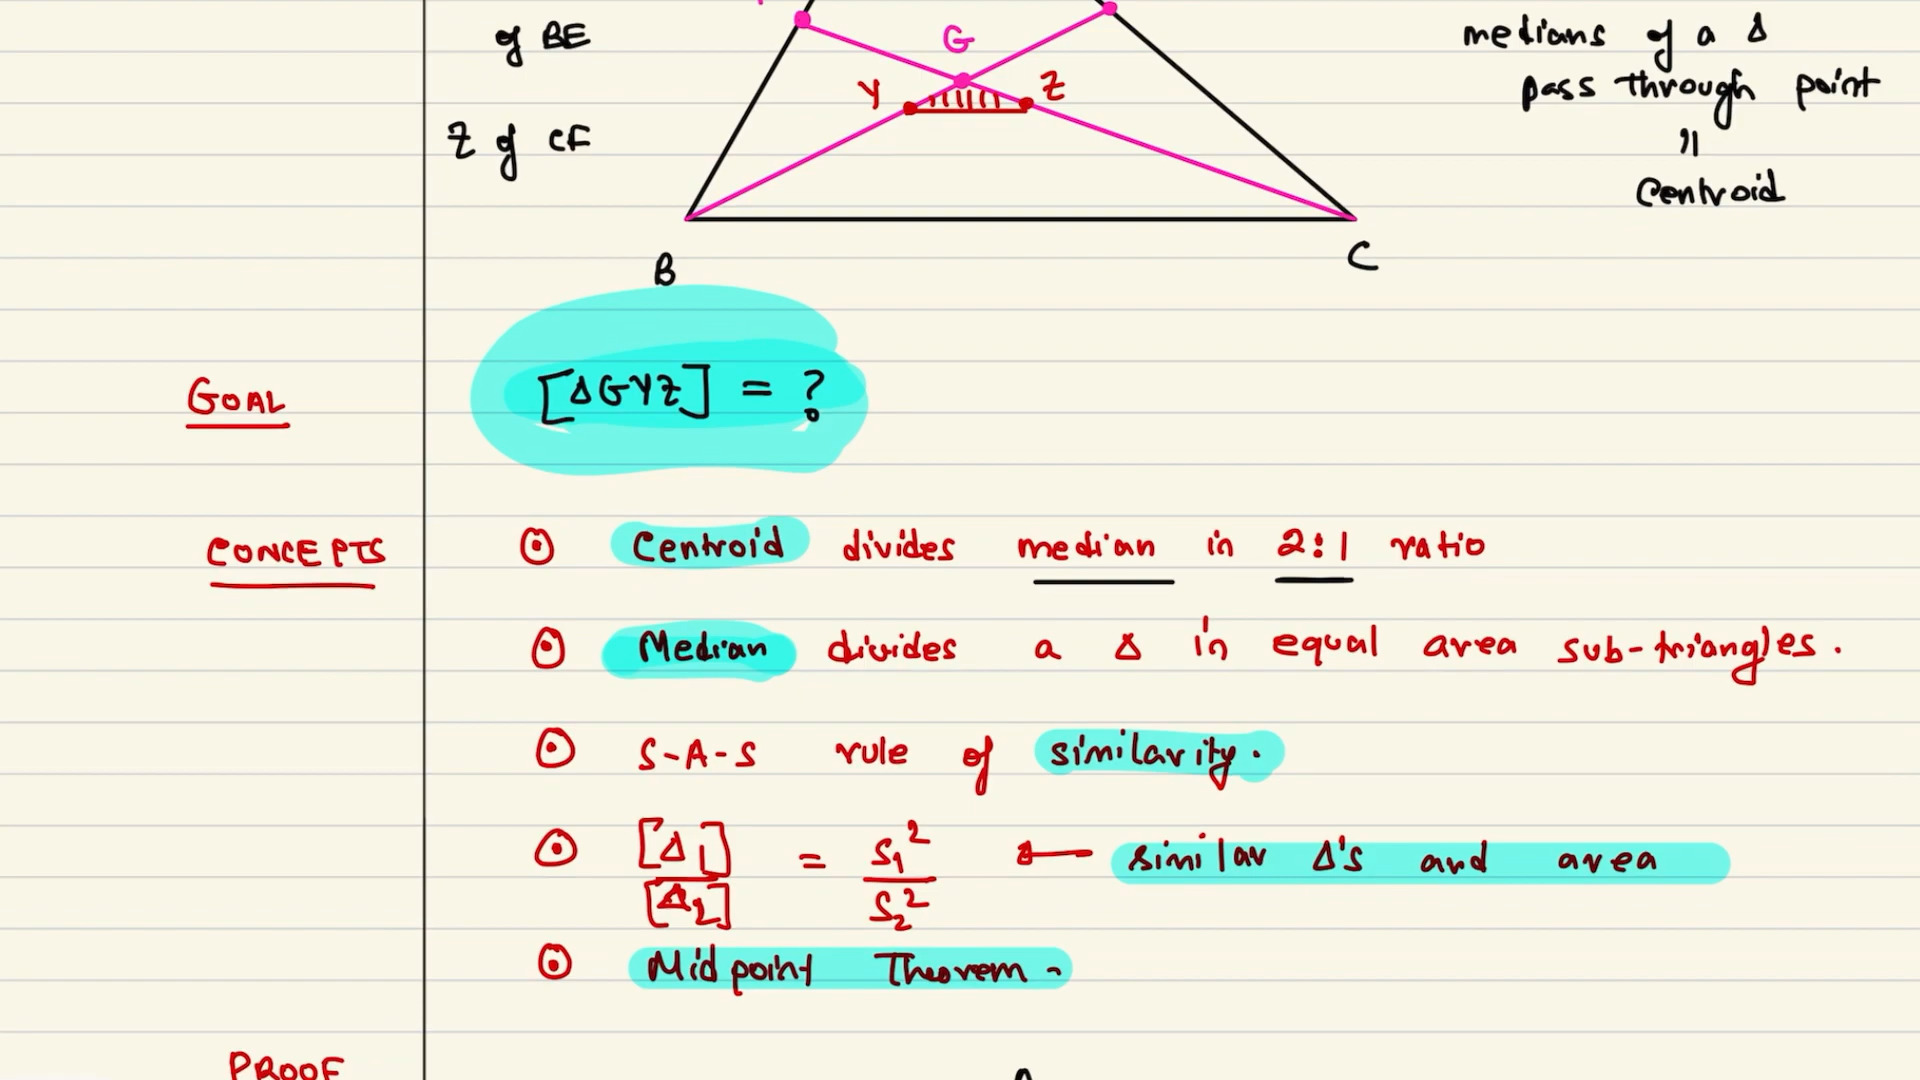 of BE
Z of CF
G
Y
Z
B
C
medians of a Δ
pass through point
"
Centroid
GOAL
[ΔGYZ] = ?
CONCEPTS
⊙ Centroid divides median in 2:1 ratio
⊙ Median divides a Δ in equal area sub-triangles.
⊙ S-A-S rule of similarity.
⊙ [Δ1] / [Δ2] = S1² / S2² ← similar Δ's and area
⊙ Midpoint Theorem -
PROOF